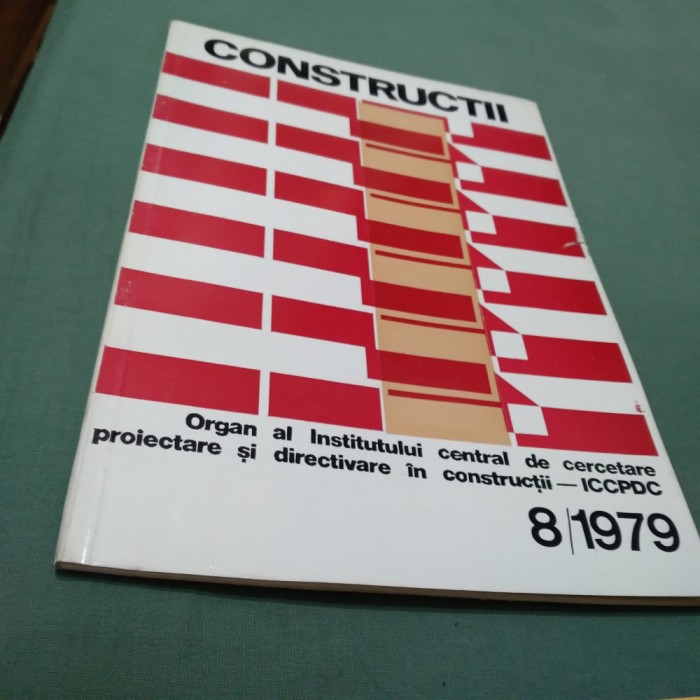 CONSTRUCTII
Organ al Institutului central de cercetare
proiectare și directivare în construcții — ICCPDC
8/1979